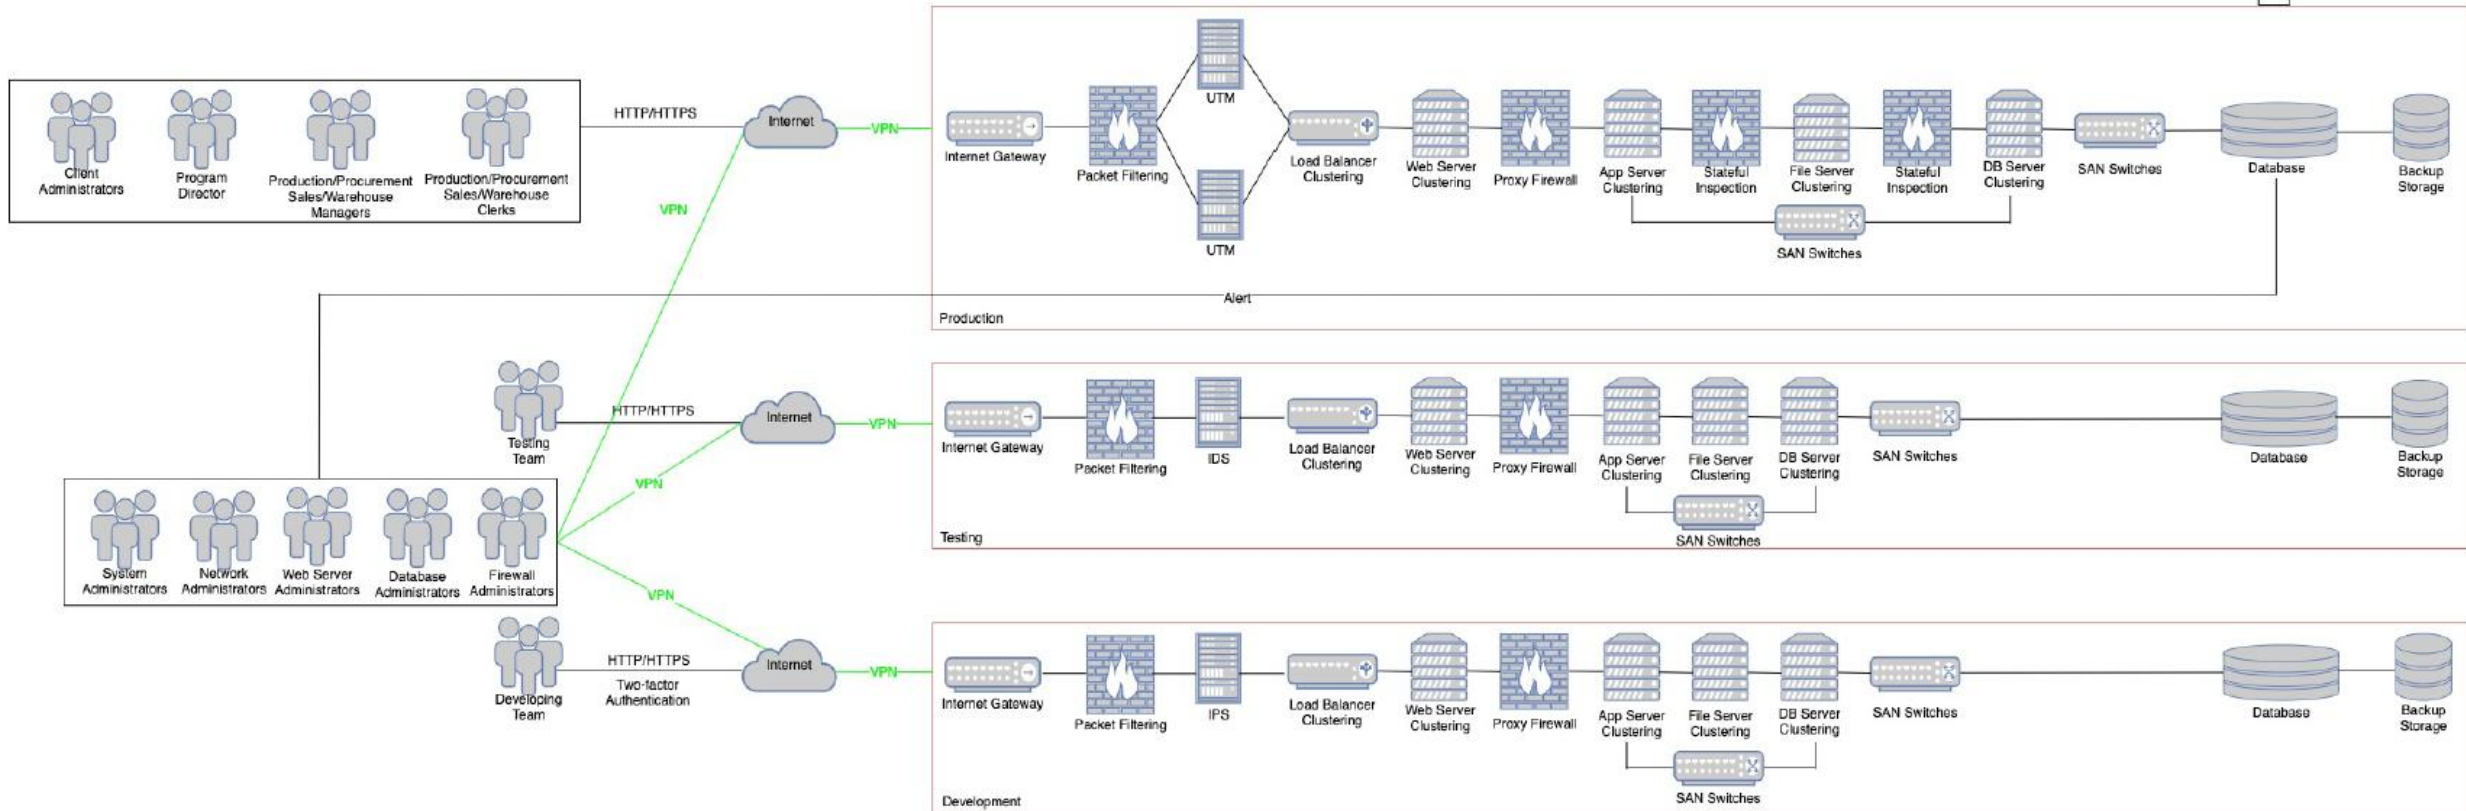 HTTP/HTTPS
Internet
VPN
Client
Administrators
Program
Director
Production/Procurement
Sales/Warehouse
Managers
Production/Procurement
Sales/Warehouse
Clerks
VPN
Internet Gateway
Packet Filtering
UTM
UTM
Load Balancer
Clustering
Web Server
Clustering
Proxy Firewall
App Server
Clustering
Stateful
Inspection
File Server
Clustering
Stateful
Inspection
DB Server
Clustering
SAN Switches
SAN Switches
Database
Backup
Storage
Alert
Production
Testing
Team
HTTP/HTTPS
Internet
VPN
VPN
Internet Gateway
Packet Filtering
IDS
Load Balancer
Clustering
Web Server
Clustering
Proxy Firewall
App Server
Clustering
File Server
Clustering
DB Server
Clustering
SAN Switches
SAN Switches
Database
Backup
Storage
Testing
System
Administrators
Network
Administrators
Web Server
Administrators
Database
Administrators
Firewall
Administrators
VPN
Developing
Team
HTTP/HTTPS
Two-factor
Authentication
Internet
VPN
Internet Gateway
Packet Filtering
IPS
Load Balancer
Clustering
Web Server
Clustering
Proxy Firewall
App Server
Clustering
File Server
Clustering
DB Server
Clustering
SAN Switches
SAN Switches
Database
Backup
Storage
Development